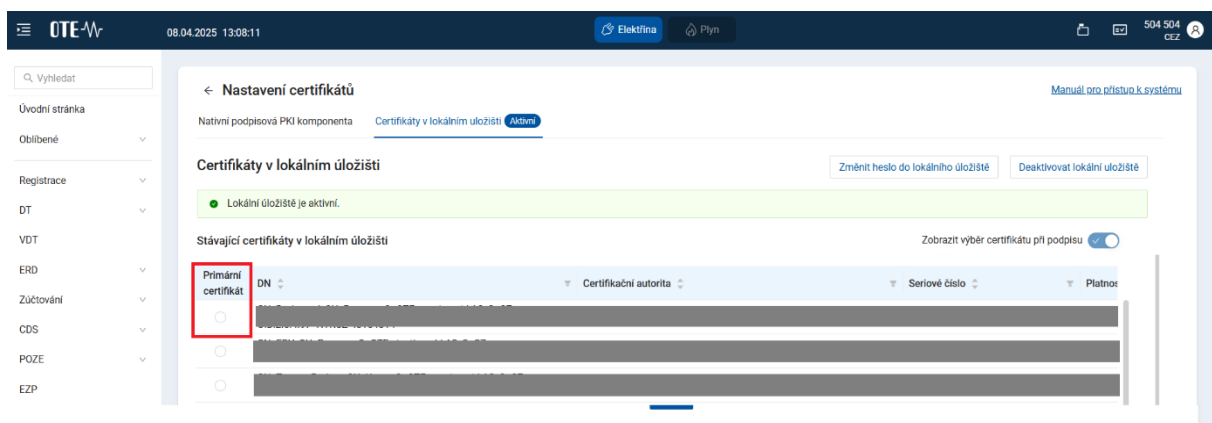 OTE
08.04.2025 13:08:11
Elektřina
Plyn
504 504
CEZ
Vyhledat
Úvodní stránka
Oblíbené
Registrace
DT
VDT
ERD
Zúčtování
CDS
POZE
EZP
← Nastavení certifikátů
Manuál pro přístup k systému
Nativní podpisová PKI komponenta
Certifikáty v lokálním uložišti Aktivní
Certifikáty v lokálním úložišti
Změnit heslo do lokálního úložiště
Deaktivovat lokální uložiště
Lokální úložiště je aktivní.
Stávající certifikáty v lokálním úložišti
Zobrazit výběr certifikátu při podpisu
Primární
certifikát
DN
Certifikační autorita
Seriové číslo
Platnos